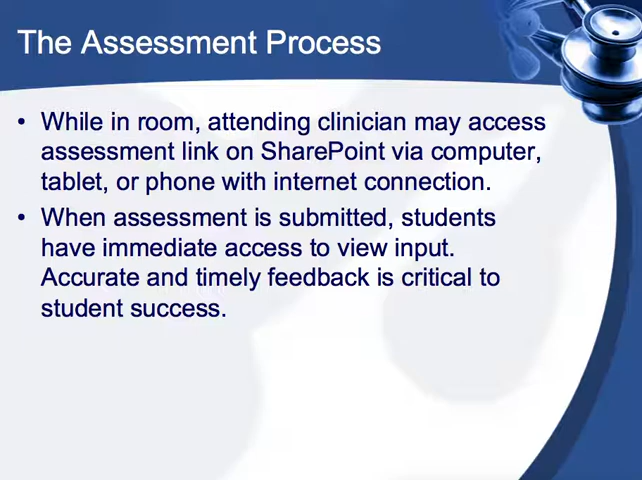 The Assessment Process
• While in room, attending clinician may access
assessment link on SharePoint via computer,
tablet, or phone with internet connection.
• When assessment is submitted, students
have immediate access to view input.
Accurate and timely feedback is critical to
student success.